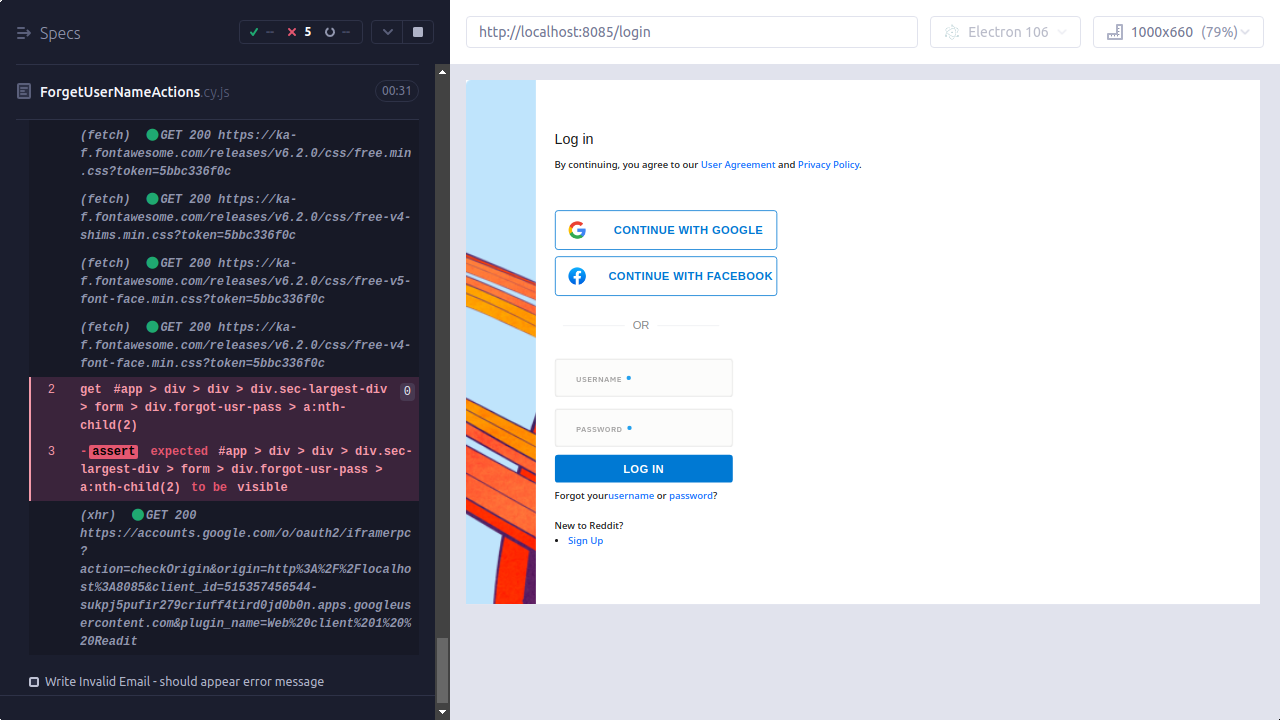 Specs
-- 5 --
http://localhost:8085/login
Electron 106
1000x660 (79%)
ForgetUserNameActions.cy.js
00:31
(fetch) GET 200 https://ka-
f.fontawesome.com/releases/v6.2.0/css/free.min
.css?token=5bbc336f0c
(fetch) GET 200 https://ka-
f.fontawesome.com/releases/v6.2.0/css/free-v4-
shims.min.css?token=5bbc336f0c
(fetch) GET 200 https://ka-
f.fontawesome.com/releases/v6.2.0/css/free-v5-
font-face.min.css?token=5bbc336f0c
(fetch) GET 200 https://ka-
f.fontawesome.com/releases/v6.2.0/css/free-v4-
font-face.min.css?token=5bbc336f0c
2 get #app > div > div > div.sec-largest-div 0
> form > div.forgot-usr-pass > a:nth-
child(2)
3 -assert expected #app > div > div > div.sec-
largest-div > form > div.forgot-usr-pass >
a:nth-child(2) to be visible
(xhr) GET 200
https://accounts.google.com/o/oauth2/iframerpc
?
action=checkOrigin&origin=http%3A%2F%2Flocalho
st%3A8085&client_id=515357456544-
sukpj5pufir279criuff4tird0jd0b0n.apps.googleus
ercontent.com&plugin_name=Web%20client%201%20%
20Readit
Write Invalid Email - should appear error message
Log in
By continuing, you agree to our User Agreement and Privacy Policy.
CONTINUE WITH GOOGLE
CONTINUE WITH FACEBOOK
OR
USERNAME
PASSWORD
LOG IN
Forgot yourusername or password?
New to Reddit?
• Sign Up